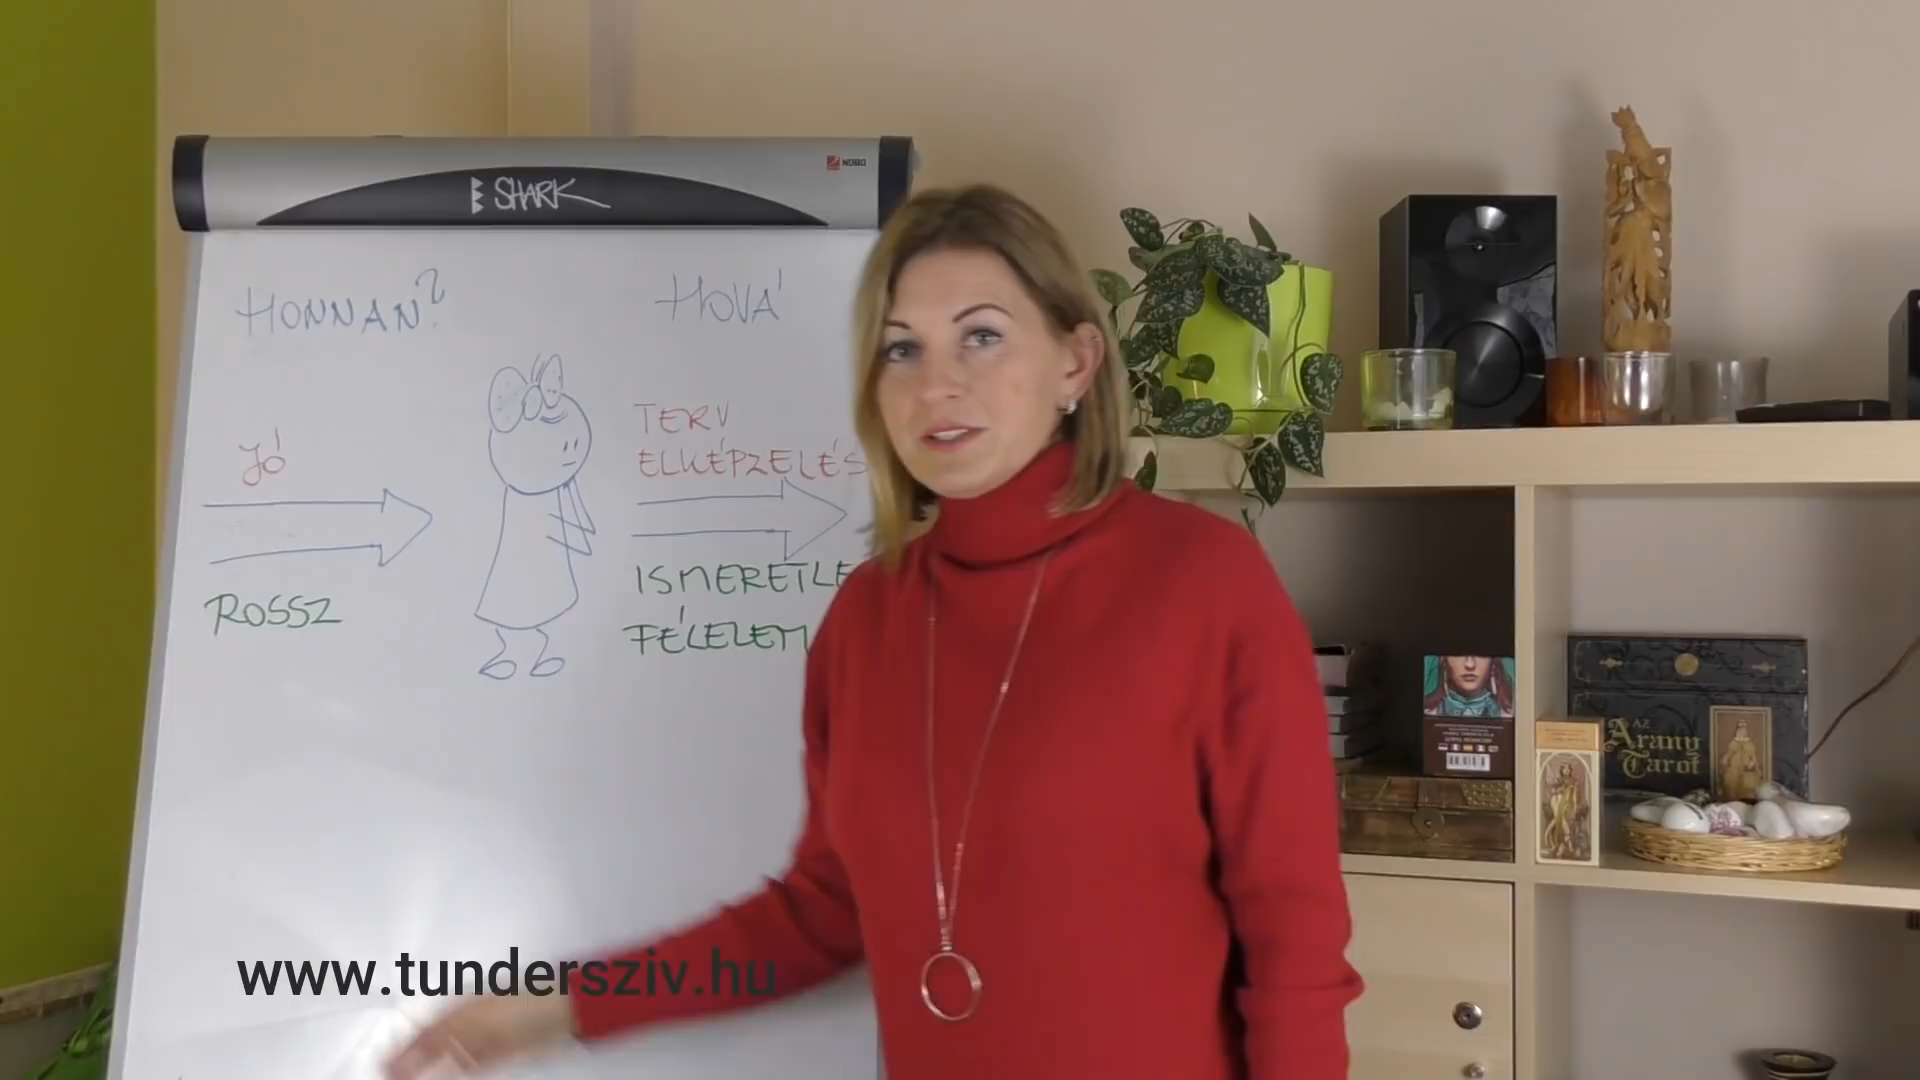 NOBO
SHARK
HONNAN?
HOVÁ
JÓ
TERV
ELKÉPZELÉS
ROSSZ
ISMERETLE
FÉLELEM
AZ
Arany
Tarot
www.tundersziv.hu